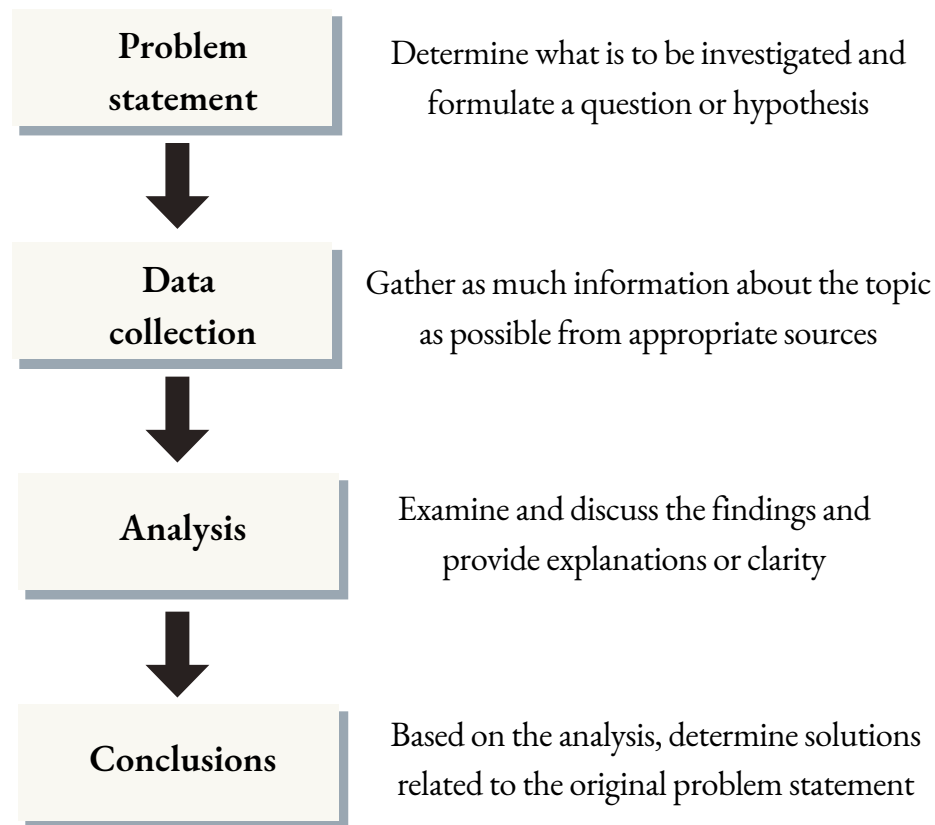 Problem
statement
Determine what is to be investigated and
formulate a question or hypothesis
Data
collection
Gather as much information about the topic
as possible from appropriate sources
Analysis
Examine and discuss the findings and
provide explanations or clarity
Conclusions
Based on the analysis, determine solutions
related to the original problem statement